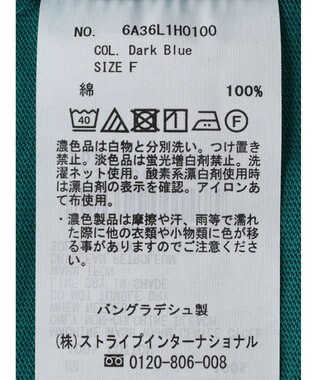 NO. 6A36L1H0100
COL. Dark Blue
SIZE F
綿 100%
40 F
濃色品は白物と分別洗い。つけ置き
禁止。淡色品は蛍光増白剤禁止。洗
濯ネット使用。酸素系漂白剤使用時
は漂白剤の表示を確認。アイロンあ
て布使用。
・濃色製品は摩擦や汗、雨等で濡れ
た際に他の衣類や小物類に色が移
る事がありますのでご注意くださ
い。
バングラデシュ製
(株)ストライプインターナショナル
0120-806-008